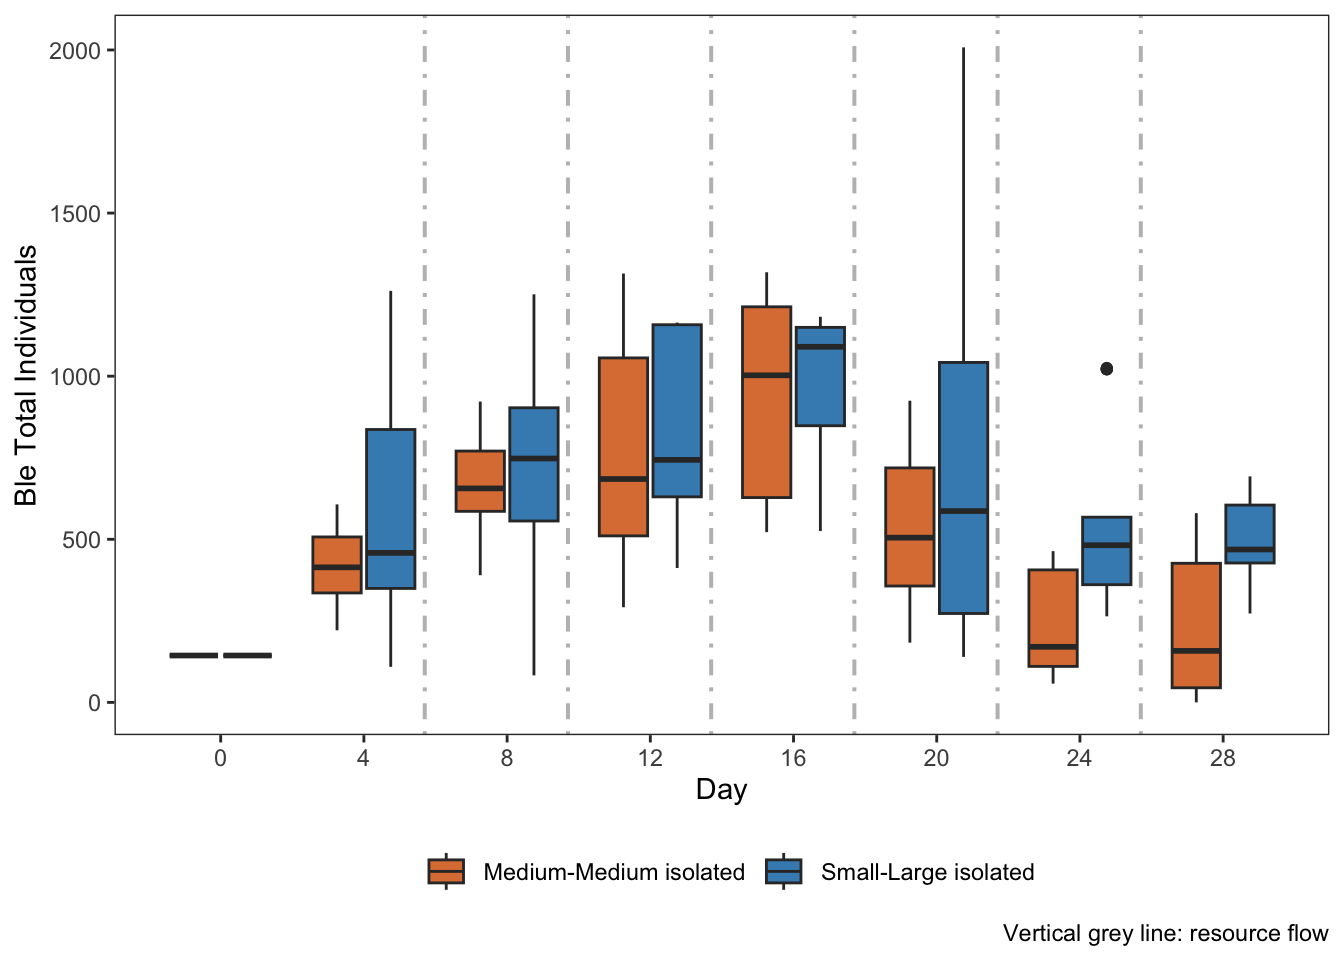 2000
1500
1000
500
0
Ble Total Individuals
0 4 8 12 16 20 24 28
Day
Medium-Medium isolated Small-Large isolated
Vertical grey line: resource flow